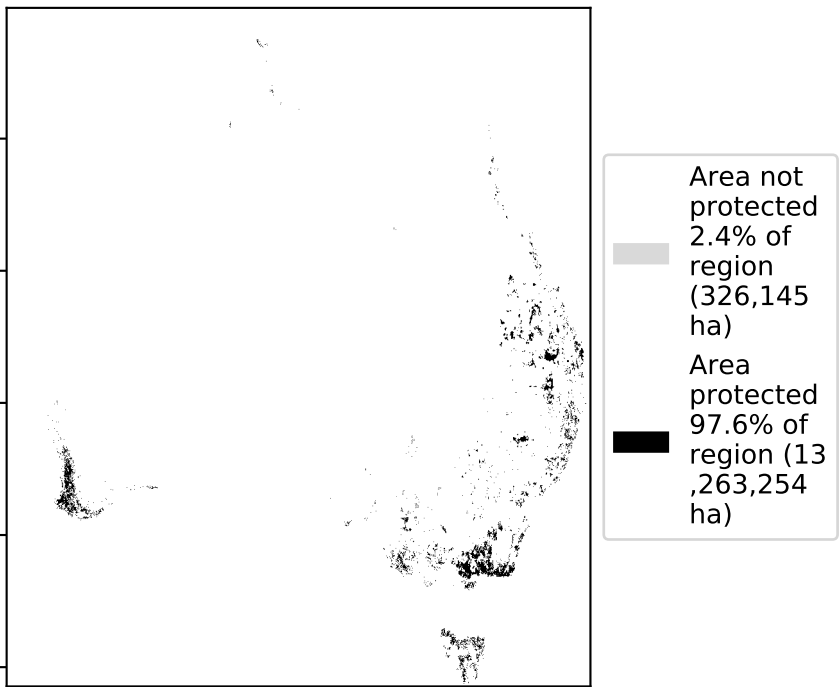 Area not
protected
2.4% of
region
(326,145
ha)
Area
protected
97.6% of
region (13
,263,254
ha)